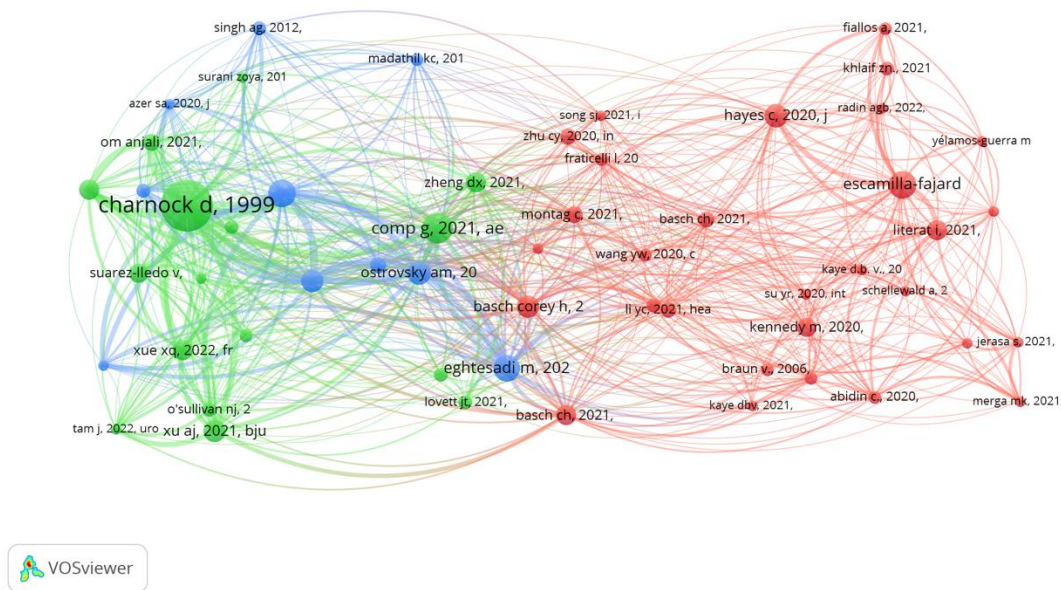 singh ag, 2012,
fiallos a, 2021,
madathil kc, 201
khlaif zn., 2021
surani zoya, 201
azer sa, 2020, j
radin agb, 2022,
song sj, 2021, i
hayes c, 2020, j
om anjali, 2021,
zhu cy, 2020, in
yélamos-guerra m
fraticelli l, 20
zheng dx, 2021,
escamilla-fajard
charnock d, 1999
montag c, 2021,
basch ch, 2021,
comp g, 2021, ae
literat i, 2021,
wang yw, 2020, c
suarez-lledo v,
ostrovsky am, 20
kaye d.b. v., 20
schellewald a, 2
su yr, 2020, int
basch corey h, 2
li yc, 2021, hea
kennedy m, 2020,
jerasa s, 2021,
xue xq, 2022, fr
eghtesadi m, 202
braun v., 2006,
abidin c., 2020,
lovett jt, 2021,
merga mk, 2021
kaye dbv, 2021,
o'sullivan nj, 2
basch ch, 2021,
tam j, 2022, uro
xu aj, 2021, bju
VOSviewer